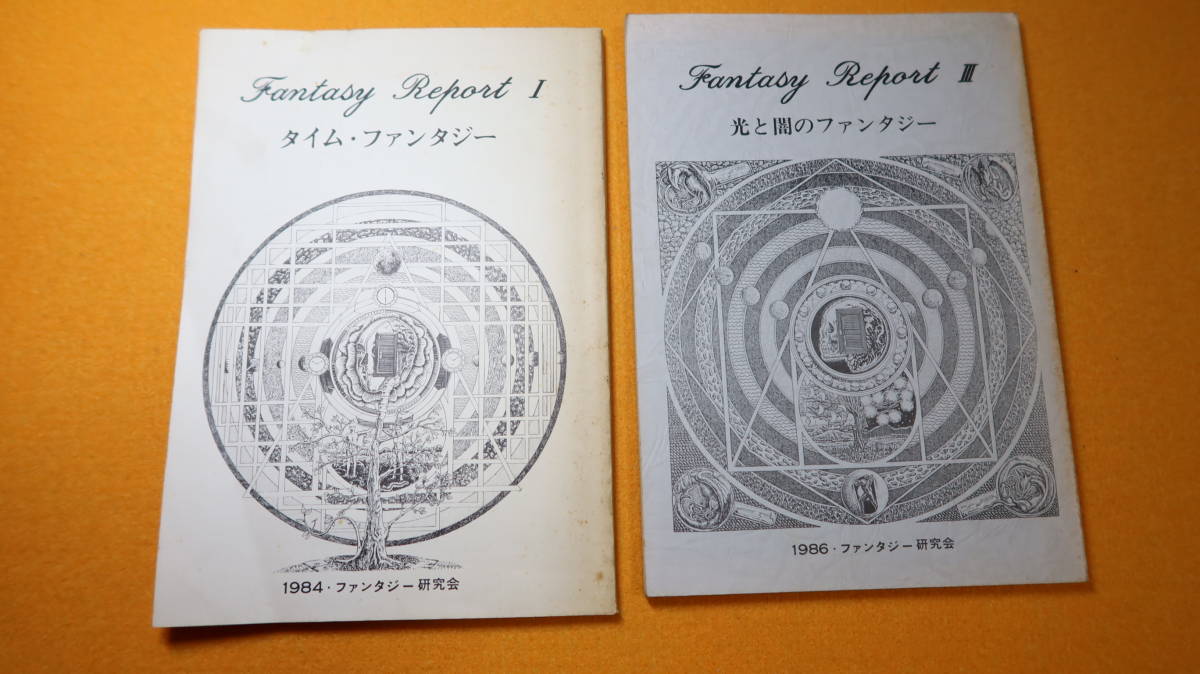 Fantasy Report I
タイム・ファンタジー
1984・ファンタジー研究会
Fantasy Report III
光と闇のファンタジー
1986・ファンタジー研究会